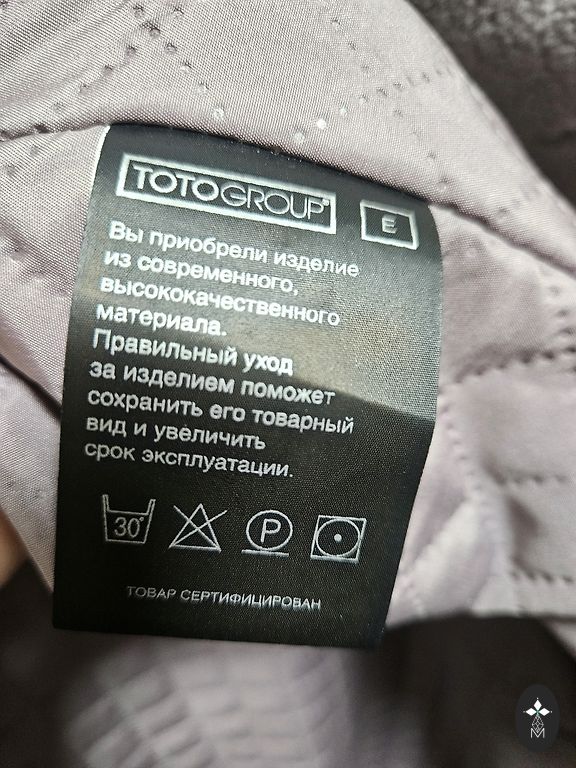 TOTOGROUP
E
Вы приобрели изделие
из современного,
высококачественного
материала.
Правильный уход
за изделием поможет
сохранить его товарный
вид и увеличить
срок эксплуатации.
30°
P
ТОВАР СЕРТИФИЦИРОВАН
M